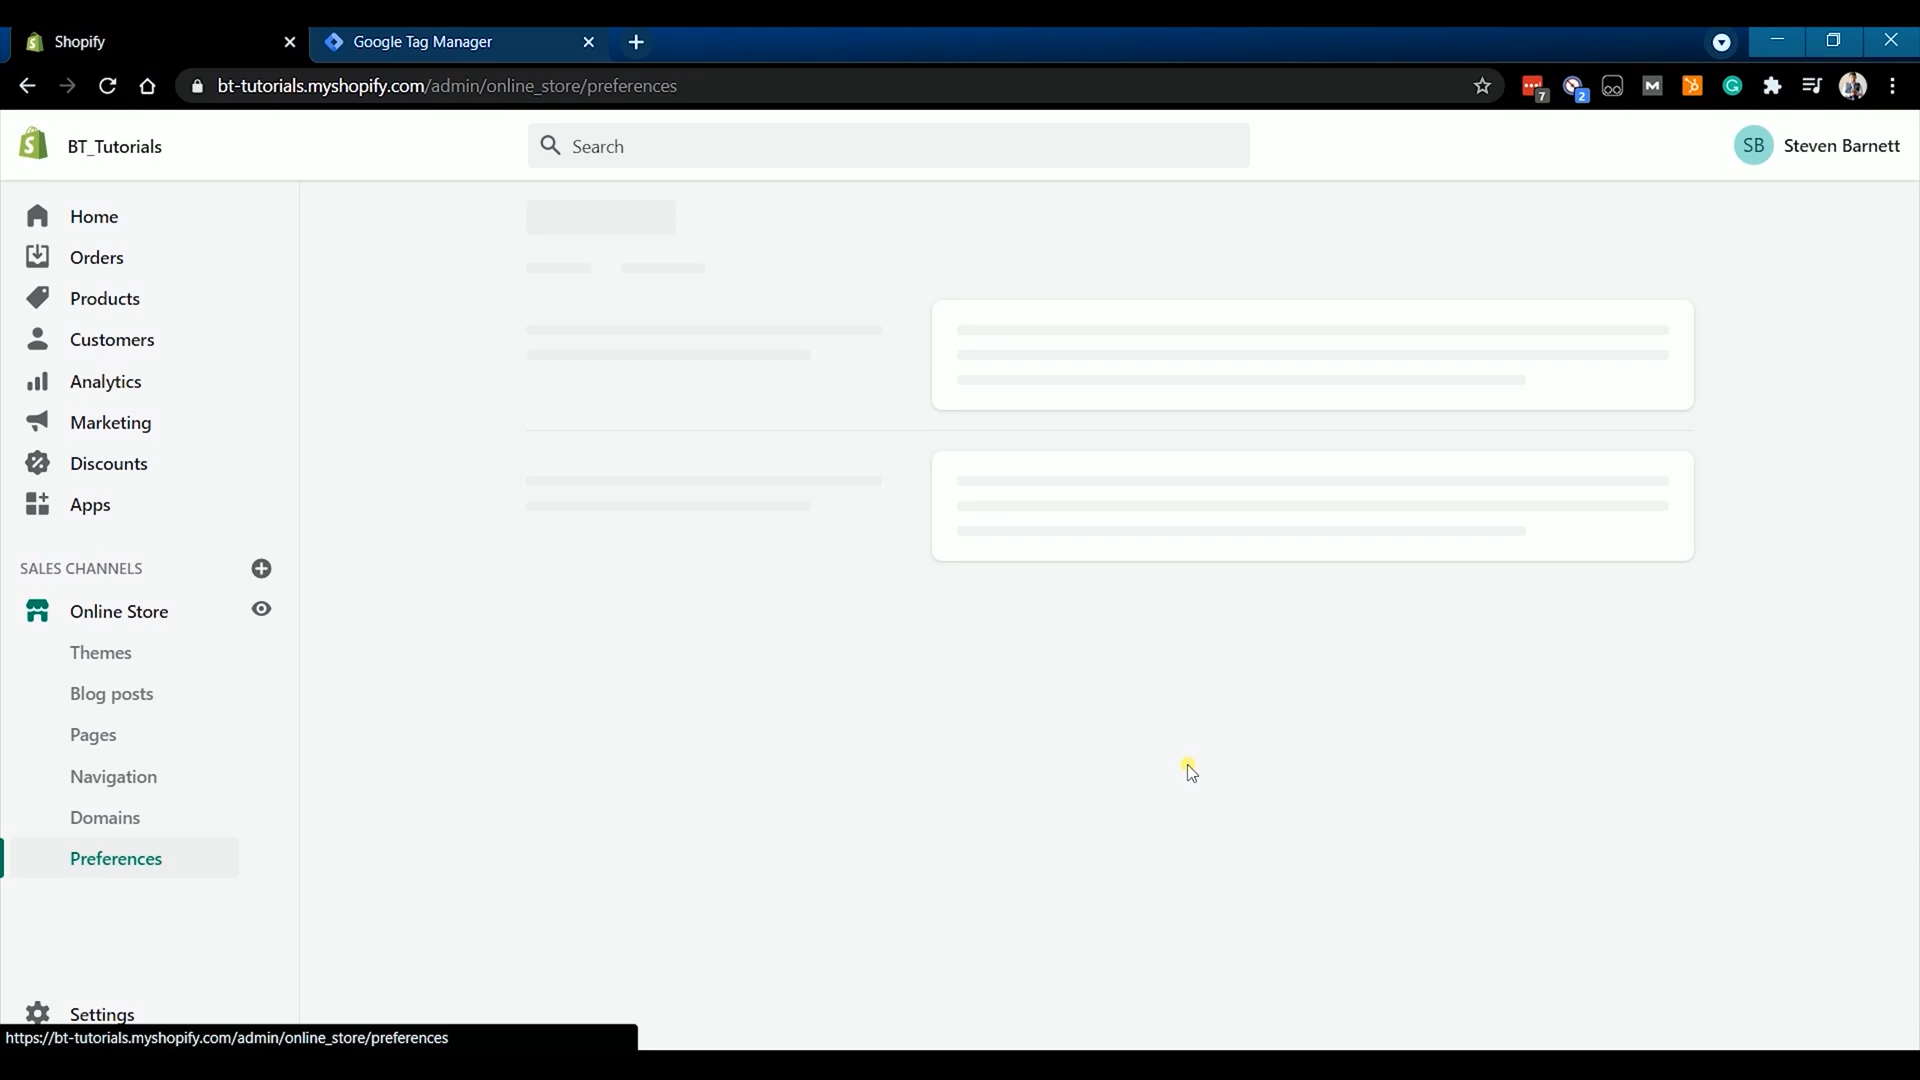 Shopify
Google Tag Manager
bt-tutorials.myshopify.com/admin/online_store/preferences
7
2
M
G
BT_Tutorials
Search
SB
Steven Barnett
Home
Orders
Products
Customers
Analytics
Marketing
Discounts
Apps
SALES CHANNELS
Online Store
Themes
Blog posts
Pages
Navigation
Domains
Preferences
Settings
https://bt-tutorials.myshopify.com/admin/online_store/preferences